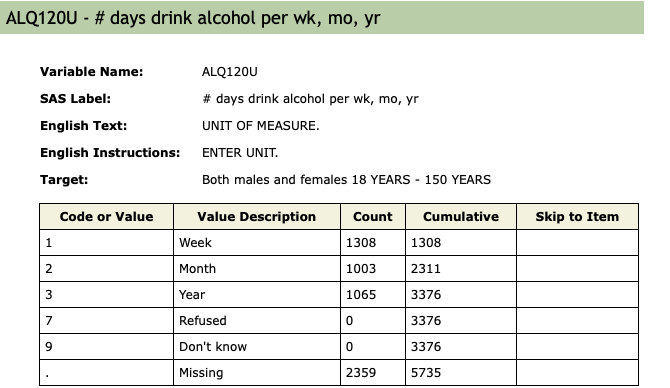 ALQ120U - # days drink alcohol per wk, mo, yr
Variable Name: ALQ120U
SAS Label: # days drink alcohol per wk, mo, yr
English Text: UNIT OF MEASURE.
English Instructions: ENTER UNIT.
Target: Both males and females 18 YEARS - 150 YEARS
Code or Value Value Description Count Cumulative Skip to Item
1 Week 1308 1308
2 Month 1003 2311
3 Year 1065 3376
7 Refused 0 3376
9 Don't know 0 3376
. Missing 2359 5735